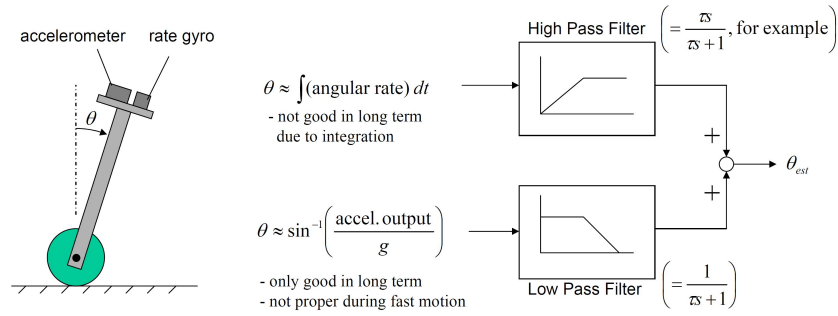 accelerometer
rate gyro
θ
θ ≈ ∫(angular rate) dt
- not good in long term
due to integration
θ ≈ sin⁻¹(accel. output / g)
- only good in long term
- not proper during fast motion
High Pass Filter
(= τs / τs + 1, for example)
+
+
θest
Low Pass Filter
(= 1 / τs + 1)